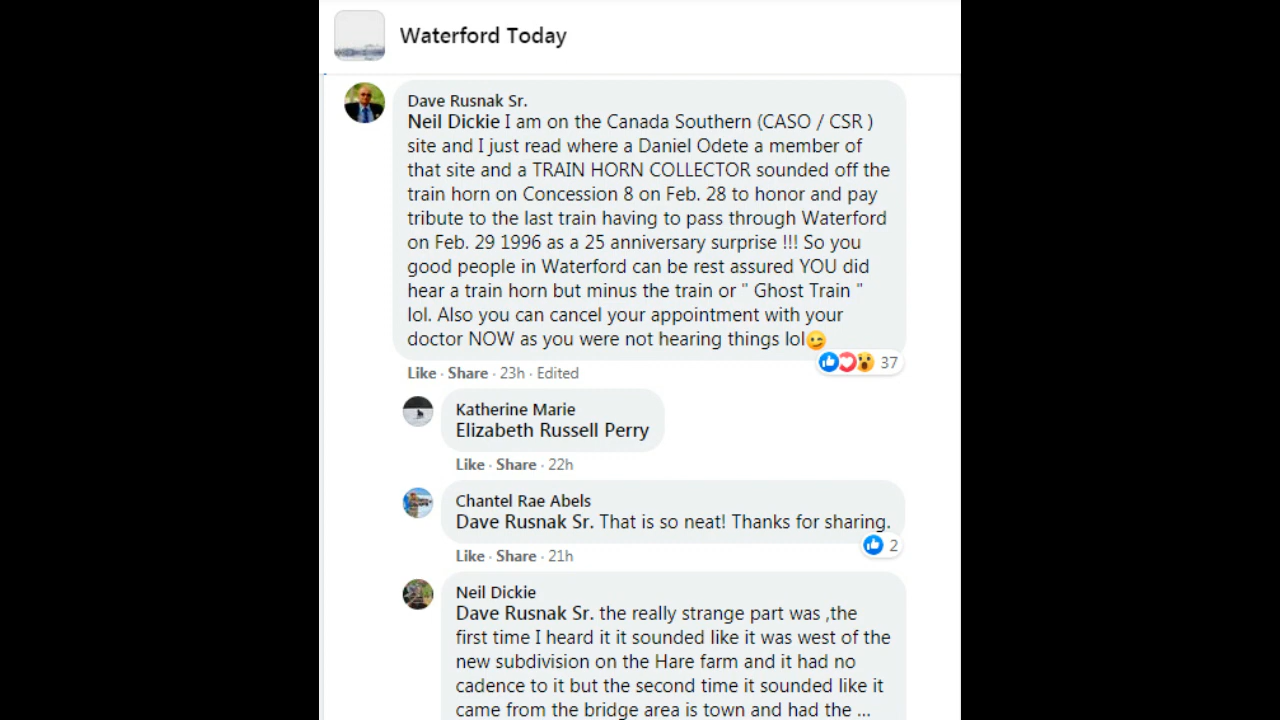 Waterford Today
Dave Rusnak Sr.
Neil Dickie I am on the Canada Southern (CASO / CSR )
site and I just read where a Daniel Odete a member of
that site and a TRAIN HORN COLLECTOR sounded off the
train horn on Concession 8 on Feb. 28 to honor and pay
tribute to the last train having to pass through Waterford
on Feb. 29 1996 as a 25 anniversary surprise !!! So you
good people in Waterford can be rest assured YOU did
hear a train horn but minus the train or " Ghost Train "
lol. Also you can cancel your appointment with your
doctor NOW as you were not hearing things lol😉
37
Like · Share · 23h · Edited
Katherine Marie
Elizabeth Russell Perry
Like · Share · 22h
Chantel Rae Abels
Dave Rusnak Sr. That is so neat! Thanks for sharing.
2
Like · Share · 21h
Neil Dickie
Dave Rusnak Sr. the really strange part was ,the
first time I heard it it sounded like it was west of the
new subdivision on the Hare farm and it had no
cadence to it but the second time it sounded like it
came from the bridge area is town and had the ...